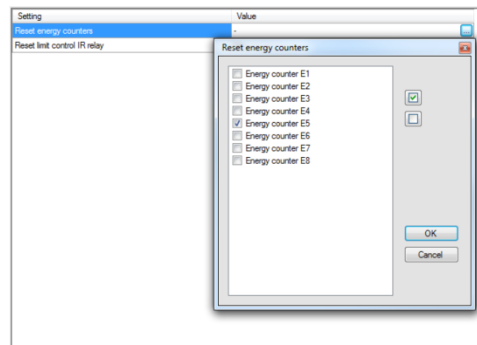 Setting Value
Reset energy counters -
Reset limit control IR relay
Reset energy counters
Energy counter E1
Energy counter E2
Energy counter E3
Energy counter E4
Energy counter E5
Energy counter E6
Energy counter E7
Energy counter E8
OK
Cancel